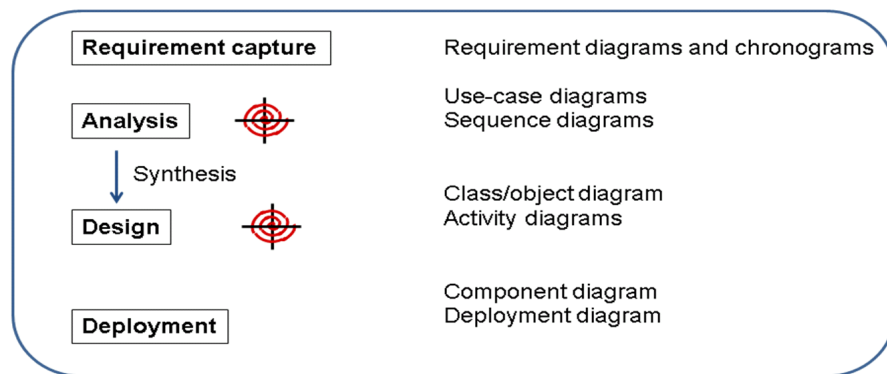 Requirement capture
Requirement diagrams and chronograms
Analysis
Use-case diagrams
Sequence diagrams
Synthesis
Design
Class/object diagram
Activity diagrams
Deployment
Component diagram
Deployment diagram